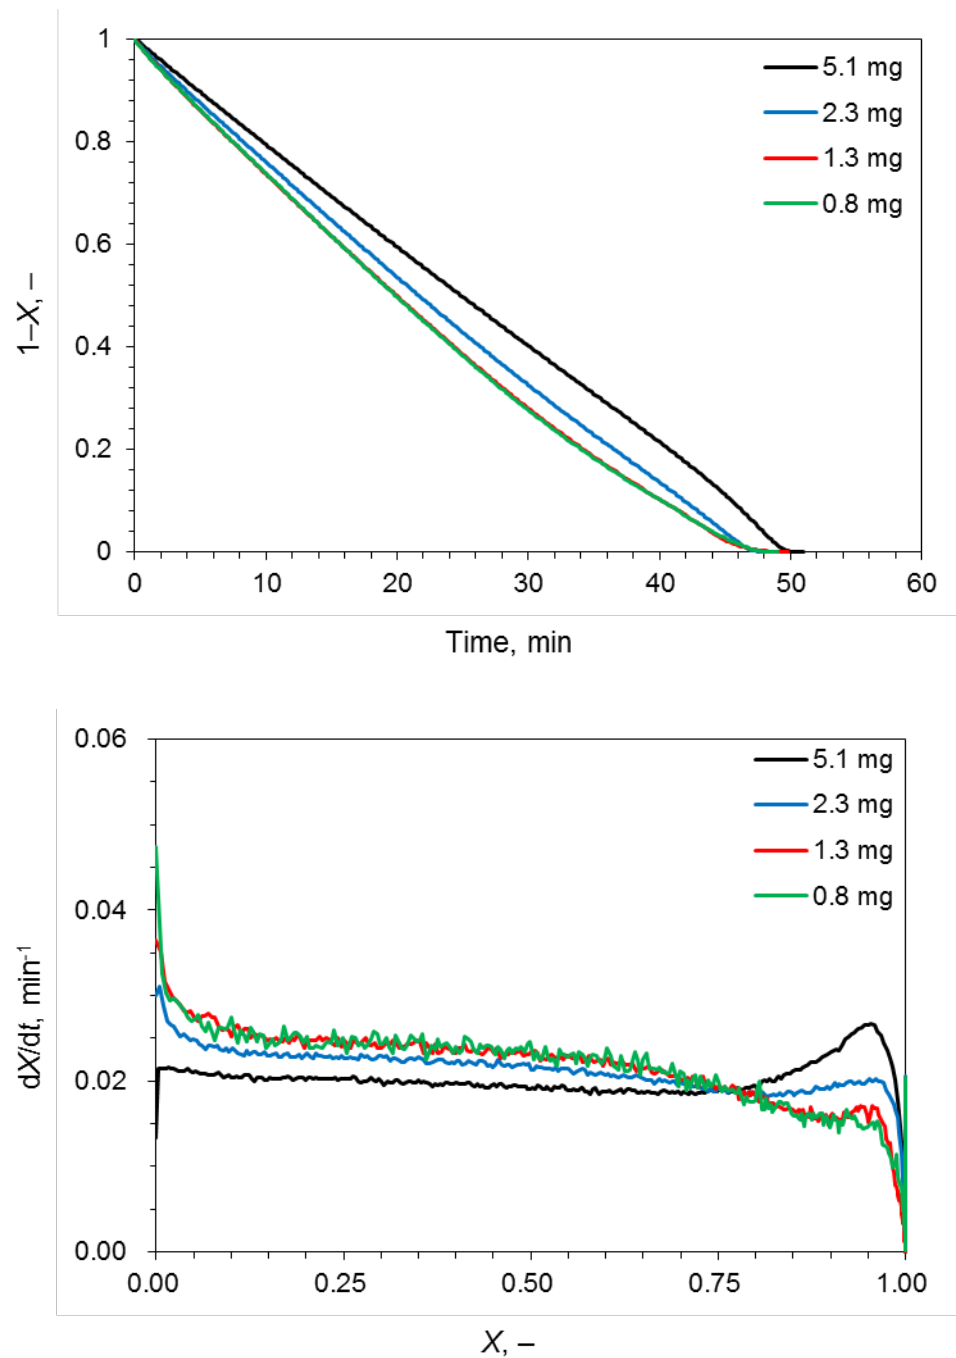 1
0.8
0.6
0.4
0.2
0
0 10 20 30 40 50 60
1–X, –
Time, min
5.1 mg
2.3 mg
1.3 mg
0.8 mg
0.06
0.04
0.02
0.00
0.00 0.25 0.50 0.75 1.00
dX/dt, min⁻¹
X, –
5.1 mg
2.3 mg
1.3 mg
0.8 mg